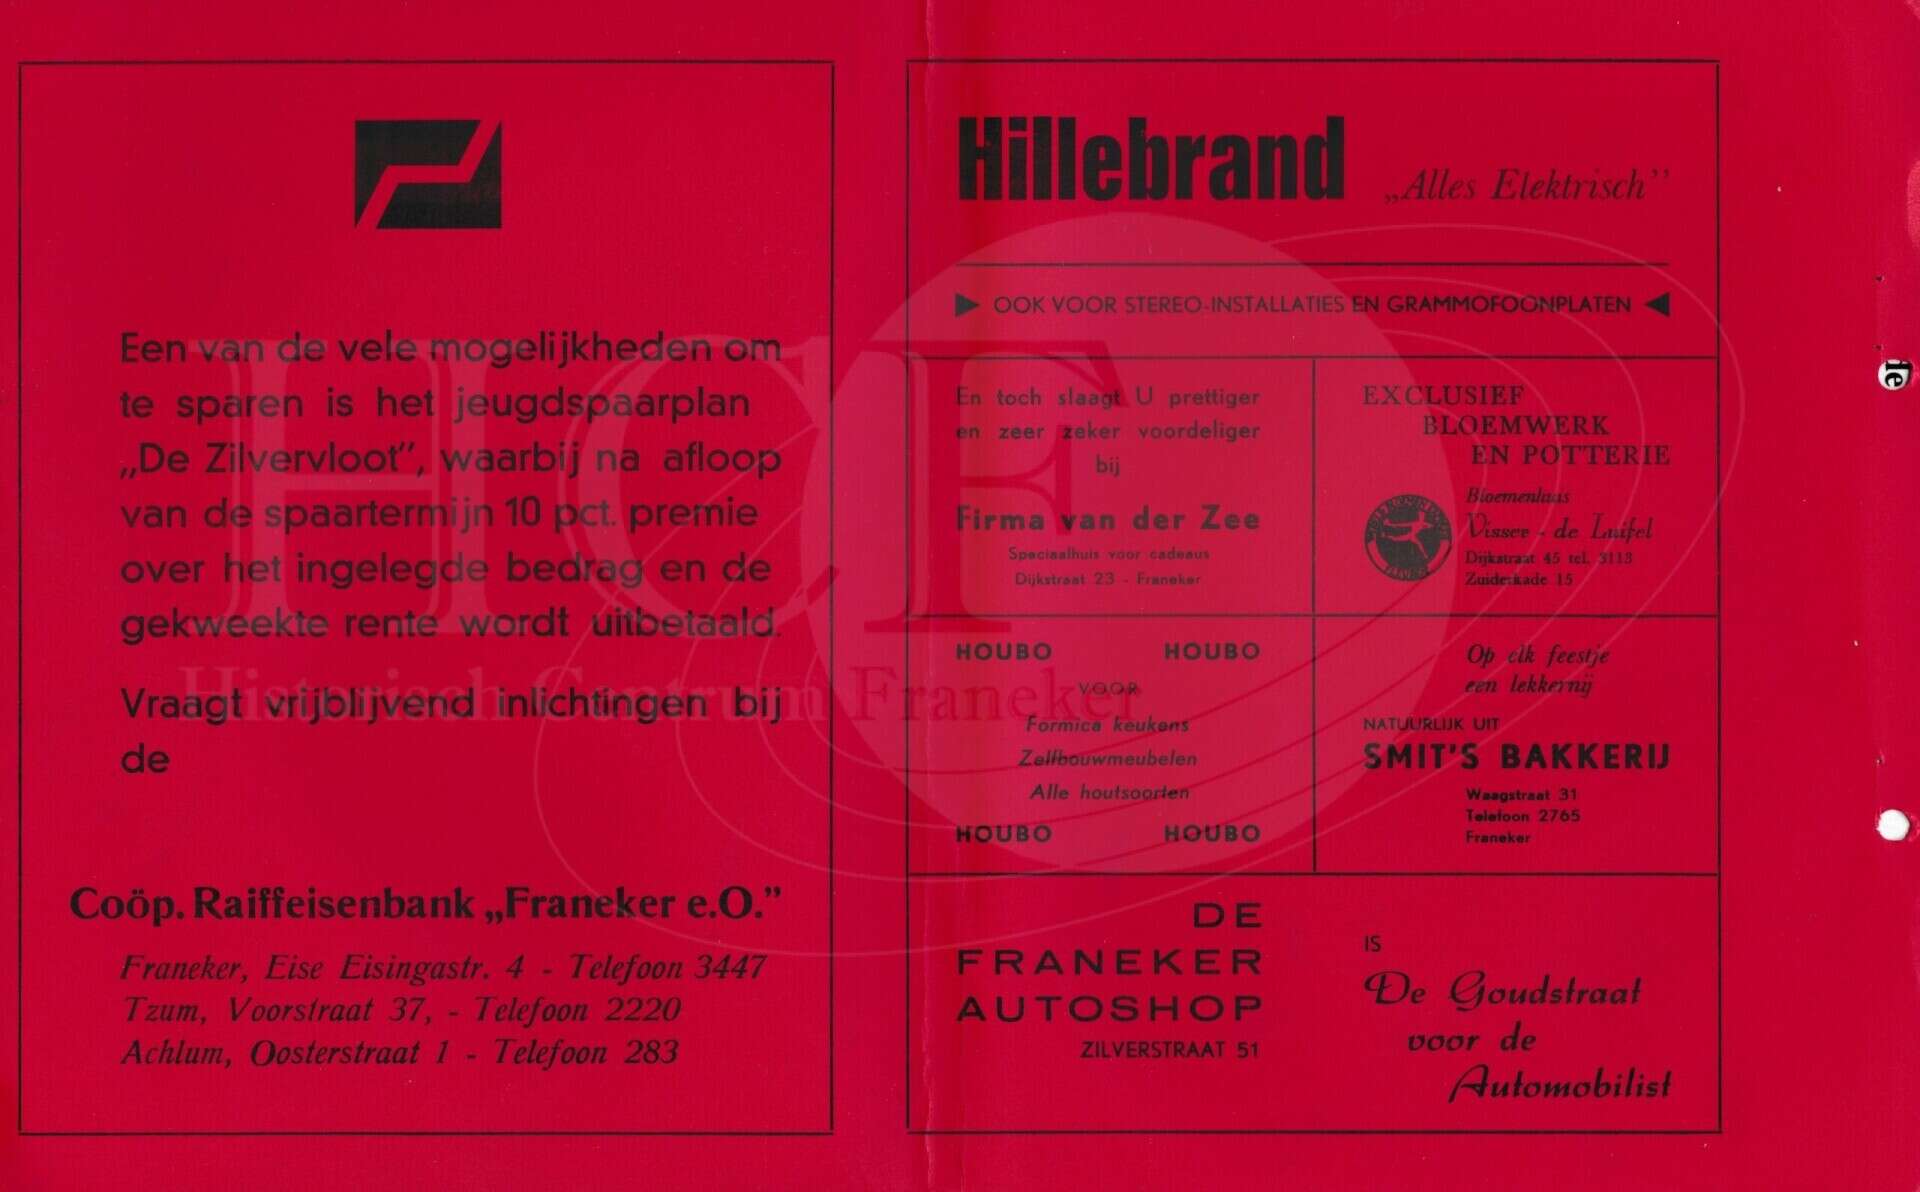 Een van de vele mogelijkheden om
te sparen is het jeugdspaarplan
„De Zilvervloot”, waarbij na afloop
van de spaartermijn 10 pct. premie
over het ingelegde bedrag en de
gekweekte rente wordt uitbetaald.
Vraagt vrijblijvend inlichtingen bij
de
Coöp. Raiffeisenbank „Franeker e.O.”
Franeker, Eise Eisingastr. 4 - Telefoon 3447
Tzum, Voorstraat 37, - Telefoon 2220
Achlum, Oosterstraat 1 - Telefoon 283
HCF
Historisch Centrum Franeker
Hillebrand „Alles Elektrisch”
OOK VOOR STEREO-INSTALLATIES EN GRAMMOFOONPLATEN
En toch slaagt U prettiger
en zeer zeker voordeliger
bij
Firma van der Zee
Speciaalhuis voor cadeaus
Dijkstraat 23 - Franeker
EXCLUSIEF
BLOEMWERK
EN POTTERIE
Bloemenhuis
Visser - de Luifel
Dijkstraat 45 tel. 3113
Zuiderkade 15
HOUBO HOUBO
VOOR
Formica keukens
Zelfbouwmeubelen
Alle houtsoorten
HOUBO HOUBO
Op elk feestje
een lekkernij
NATUURLIJK UIT
SMIT'S BAKKERIJ
Waagstraat 31
Telefoon 2765
Franeker
DE
FRANEKER
AUTOSHOP
ZILVERSTRAAT 51
IS
De Goudstraat
voor de
Automobilist
le